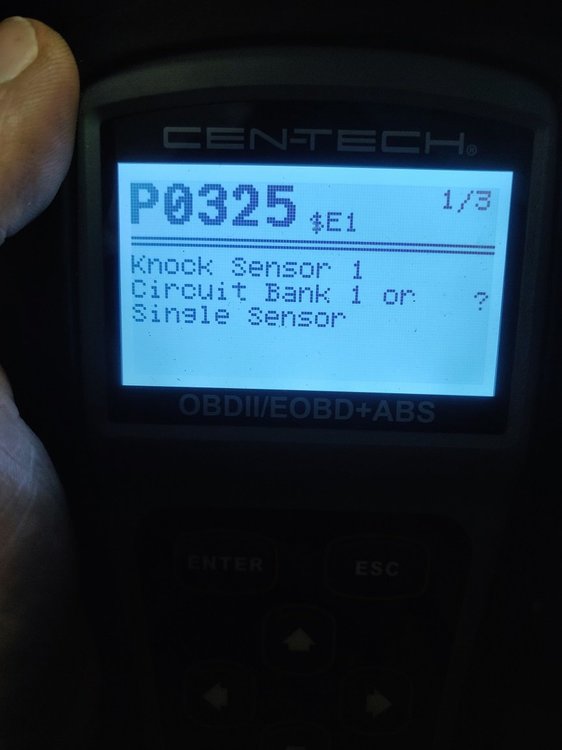 CEN-TECH®
P0325 $E1 1/3
Knock Sensor 1
Circuit Bank 1 or ?
Single Sensor
OBDII/EOBD+ABS
ENTER ESC